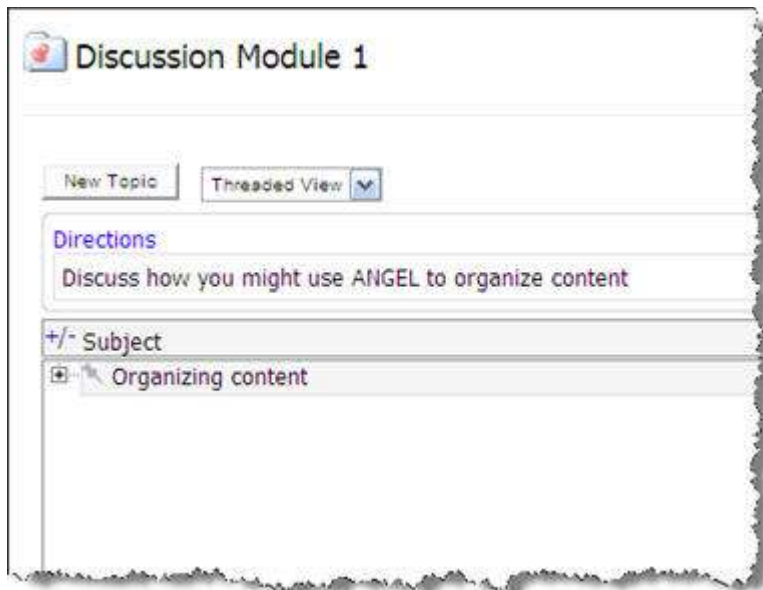 Discussion Module 1
New Topic Threaded View
Directions
Discuss how you might use ANGEL to organize content
+/- Subject
Organizing content